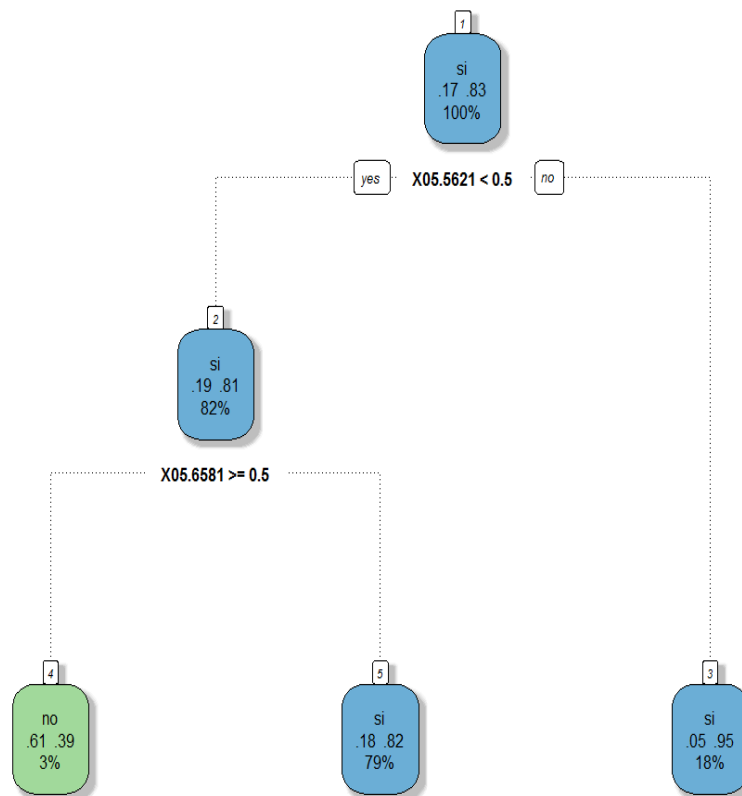 1
si
.17 .83
100%
yes X05.5621 < 0.5 no
2
si
.19 .81
82%
X05.6581 >= 0.5
4
no
.61 .39
3%
5
si
.18 .82
79%
3
si
.05 .95
18%